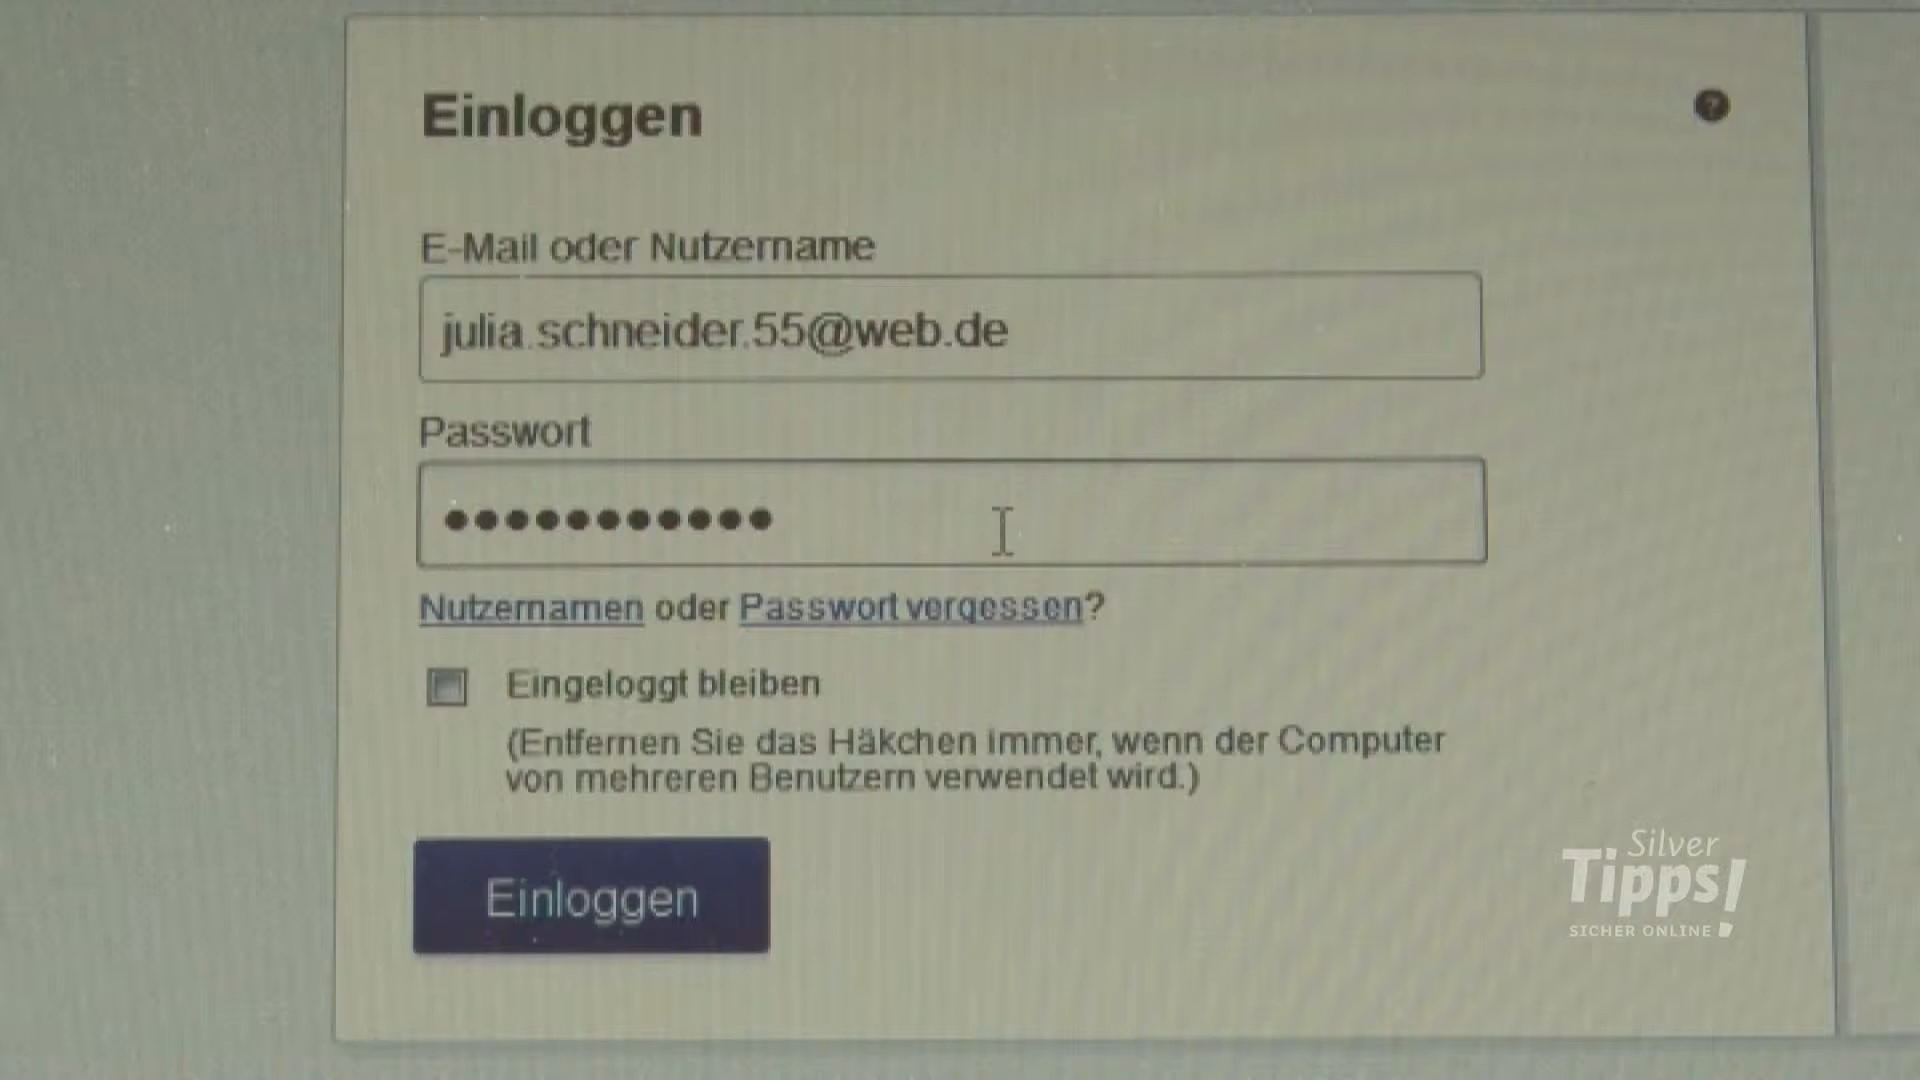 Einloggen
?
E-Mail oder Nutzername
julia.schneider.55@web.de
Passwort
●●●●●●●●●●●
Nutzernamen oder Passwort vergessen?
Eingeloggt bleiben
(Entfernen Sie das Häkchen immer, wenn der Computer
von mehreren Benutzern verwendet wird.)
Einloggen
Silver
Tipps!
SICHER ONLINE!